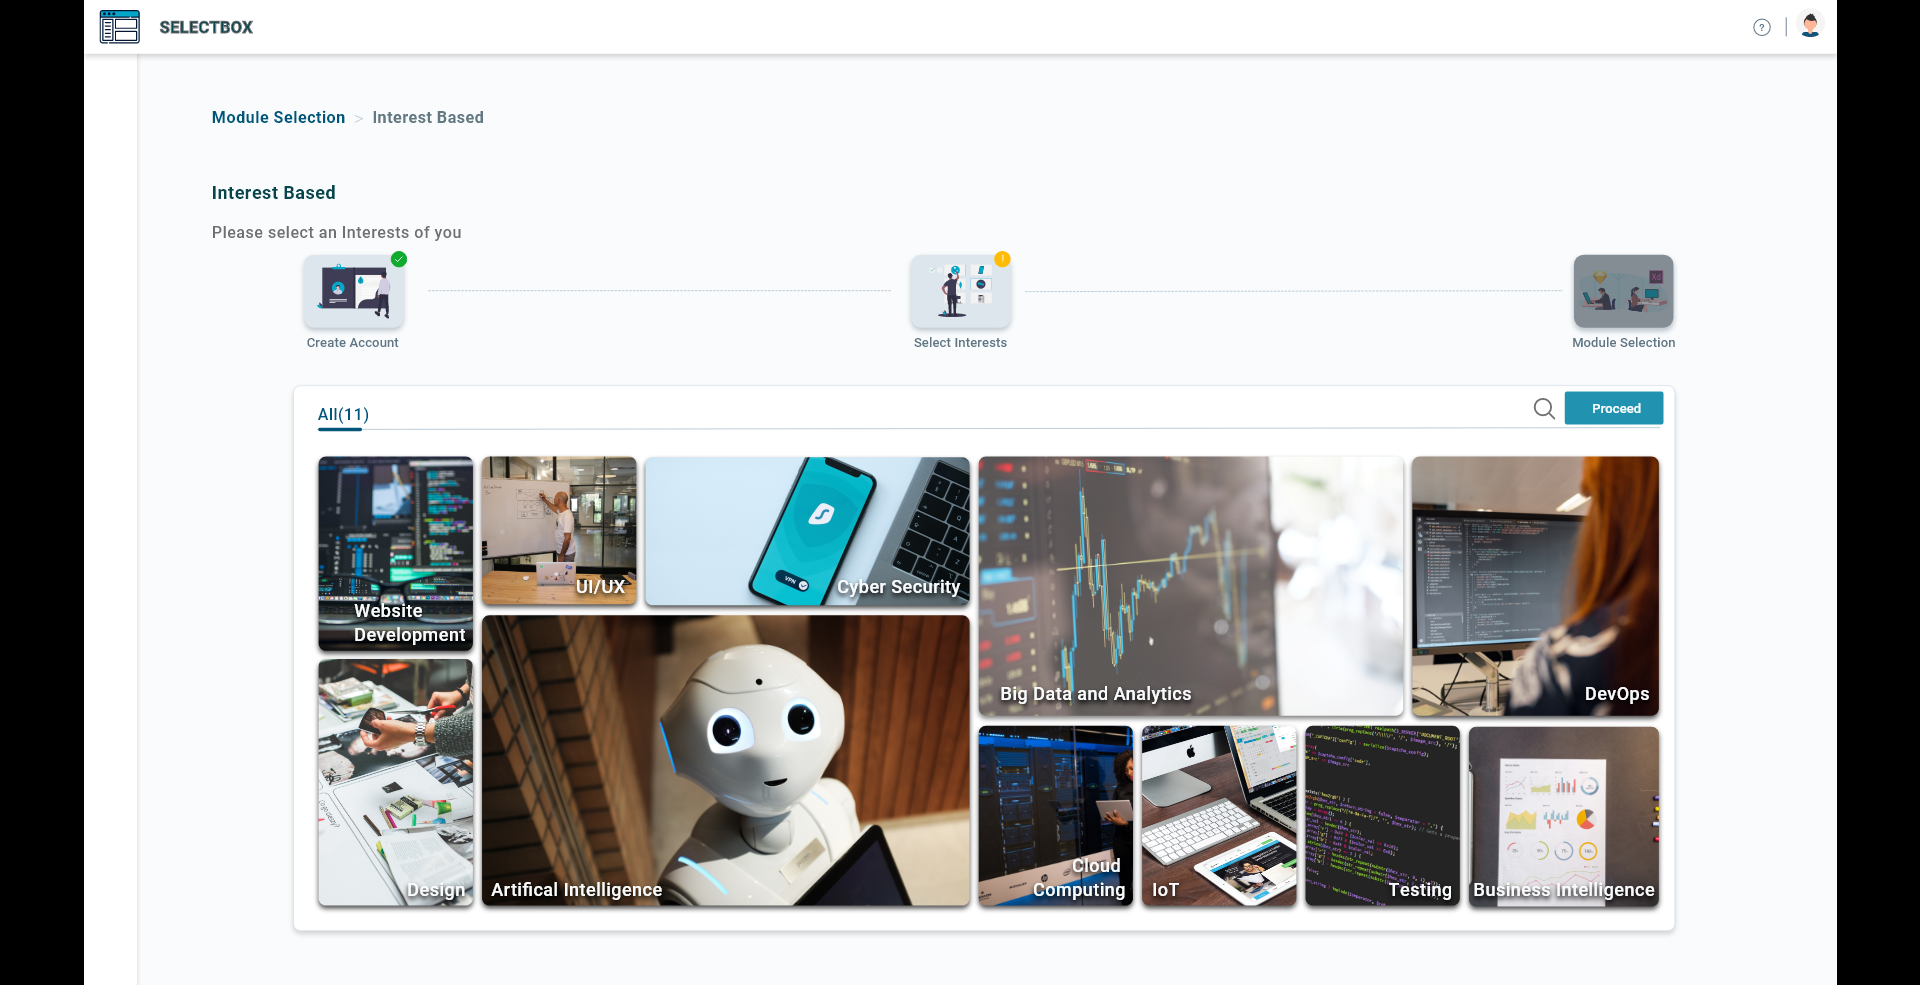 SELECTBOX
?
Module Selection > Interest Based
Interest Based
Please select an Interests of you
!
Xd
Create Account
Select Interests
Module Selection
All(11)
Proceed
Website
Development
UI/UX
VPN
Cyber Security
Big Data and Analytics
DevOps
Design
Artifical Intelligence
Cloud
Computing
IoT
Testing
Business Intelligence